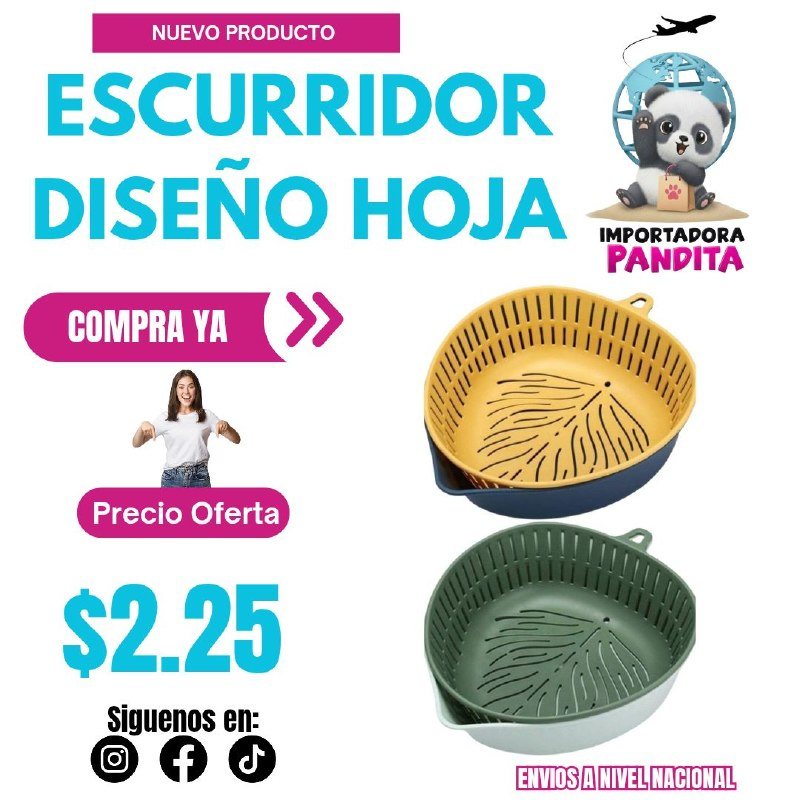 NUEVO PRODUCTO
ESCURRIDOR
DISEÑO HOJA
IMPORTADORA
PANDITA
COMPRA YA
Precio Oferta
$2.25
Siguenos en:
ENVIOS A NIVEL NACIONAL